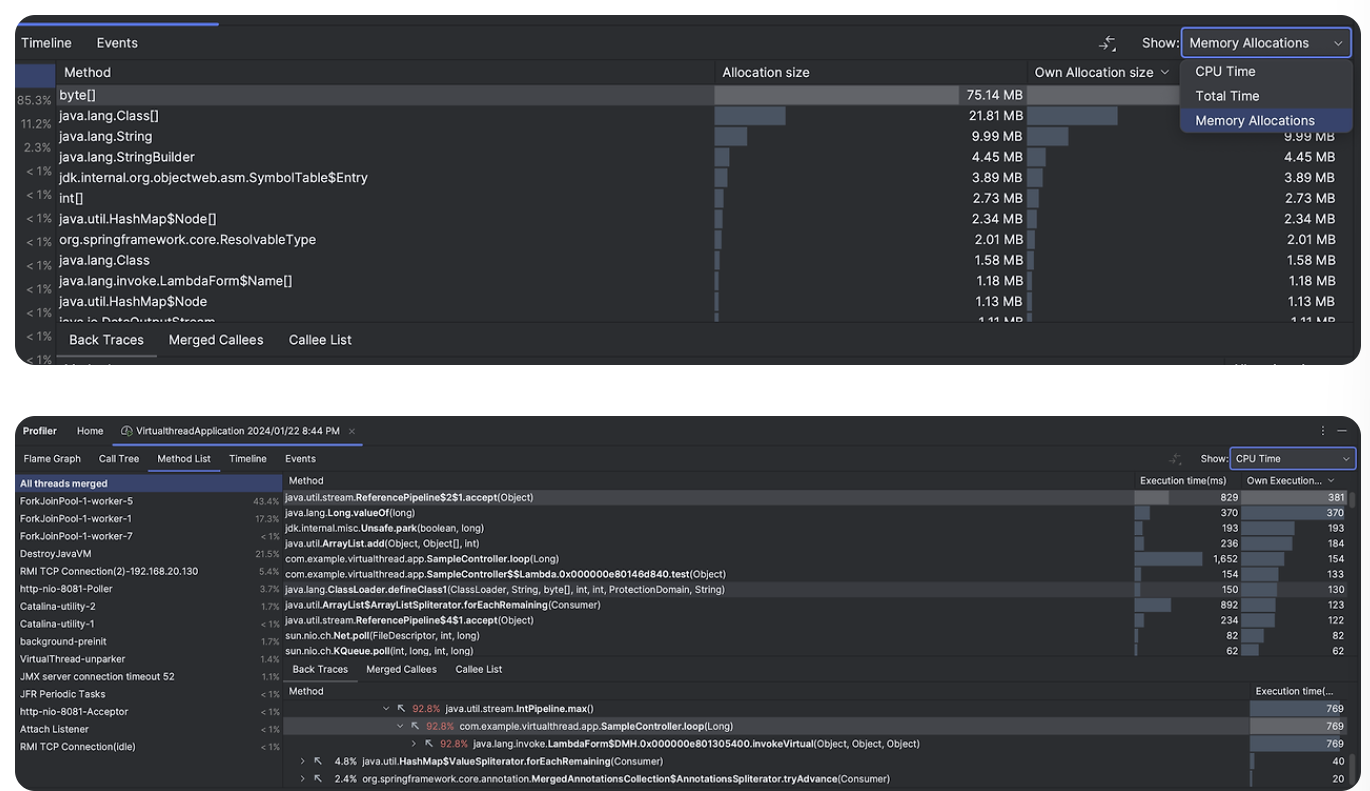 Timeline Events Show: Memory Allocations
Method Allocation size Own Allocation size CPU Time
85.3% byte[] 75.14 MB Total Time
11.2% java.lang.Class[] 21.81 MB Memory Allocations
2.3% java.lang.String 9.99 MB 9.99 MB
< 1% java.lang.StringBuilder 4.45 MB 4.45 MB
< 1% jdk.internal.org.objectweb.asm.SymbolTable$Entry 3.89 MB 3.89 MB
< 1% int[] 2.73 MB 2.73 MB
< 1% java.util.HashMap$Node[] 2.34 MB 2.34 MB
< 1% org.springframework.core.ResolvableType 2.01 MB 2.01 MB
< 1% java.lang.Class 1.58 MB 1.58 MB
< 1% java.lang.invoke.LambdaForm$Name[] 1.18 MB 1.18 MB
< 1% java.util.HashMap$Node 1.13 MB 1.13 MB
java.io.DataOutputStream 1.11 MB 1.11 MB
< 1% Back Traces Merged Callees Callee List
< 1%
Profiler Home VirtualthreadApplication 2024/01/22 8:44 PM
Flame Graph Call Tree Method List Timeline Events Show: CPU Time
All threads merged
ForkJoinPool-1-worker-5 43.4%
ForkJoinPool-1-worker-1 17.3%
ForkJoinPool-1-worker-7 < 1%
DestroyJavaVM 21.5%
RMI TCP Connection(2)-192.168.20.130 5.4%
http-nio-8081-Poller 3.7%
Catalina-utility-2 1.7%
Catalina-utility-1 < 1%
background-preinit 1.7%
VirtualThread-unparker 1.4%
JMX server connection timeout 52 1.1%
JFR Periodic Tasks < 1%
http-nio-8081-Acceptor < 1%
Attach Listener < 1%
RMI TCP Connection(idle) < 1%
Method Execution time(ms) Own Execution...
java.util.stream.ReferencePipeline$2$1.accept(Object) 829 381
java.lang.Long.valueOf(long) 370 370
jdk.internal.misc.Unsafe.park(boolean, long) 193 193
java.util.ArrayList.add(Object, Object[], int) 236 184
com.example.virtualthread.app.SampleController.loop(Long) 1,652 154
com.example.virtualthread.app.SampleController$$Lambda.0x000000e80146d840.test(Object) 154 133
java.lang.ClassLoader.defineClass1(ClassLoader, String, byte[], int, int, ProtectionDomain, String) 150 130
java.util.ArrayList$ArrayListSpliterator.forEachRemaining(Consumer) 892 123
java.util.stream.ReferencePipeline$4$1.accept(Object) 234 122
sun.nio.ch.Net.poll(FileDescriptor, int, long) 82 82
sun.nio.ch.KQueue.poll(int, long, int, long) 62 62
Back Traces Merged Callees Callee List
Method Execution time(...
92.8% java.util.stream.IntPipeline.max() 769
92.8% com.example.virtualthread.app.SampleController.loop(Long) 769
92.8% java.lang.invoke.LambdaForm$DMH.0x000000e801305400.invokeVirtual(Object, Object, Object) 769
4.8% java.util.HashMap$ValueSpliterator.forEachRemaining(Consumer) 40
2.4% org.springframework.core.annotation.MergedAnnotationsCollection$AnnotationsSpliterator.tryAdvance(Consumer) 20